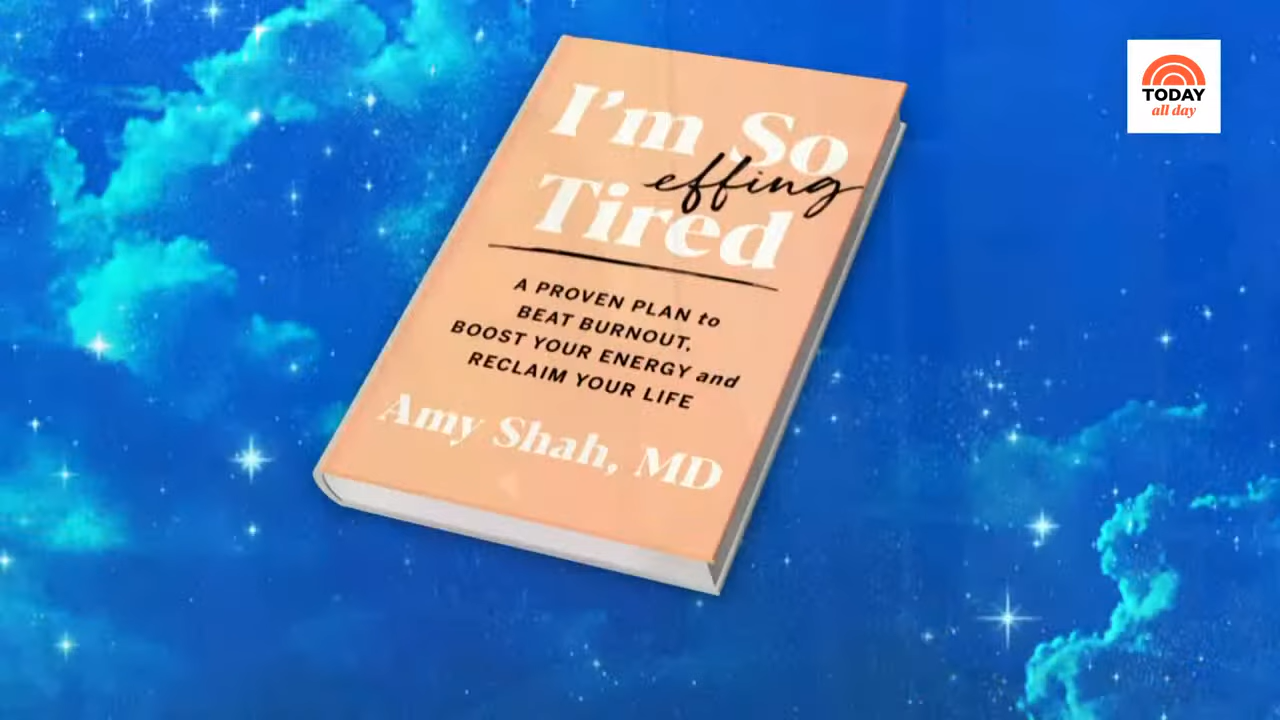 I'm So
effing
Tired
A PROVEN PLAN to
BEAT BURNOUT,
BOOST YOUR ENERGY and
RECLAIM YOUR LIFE
Amy Shah, MD
TODAY
all day